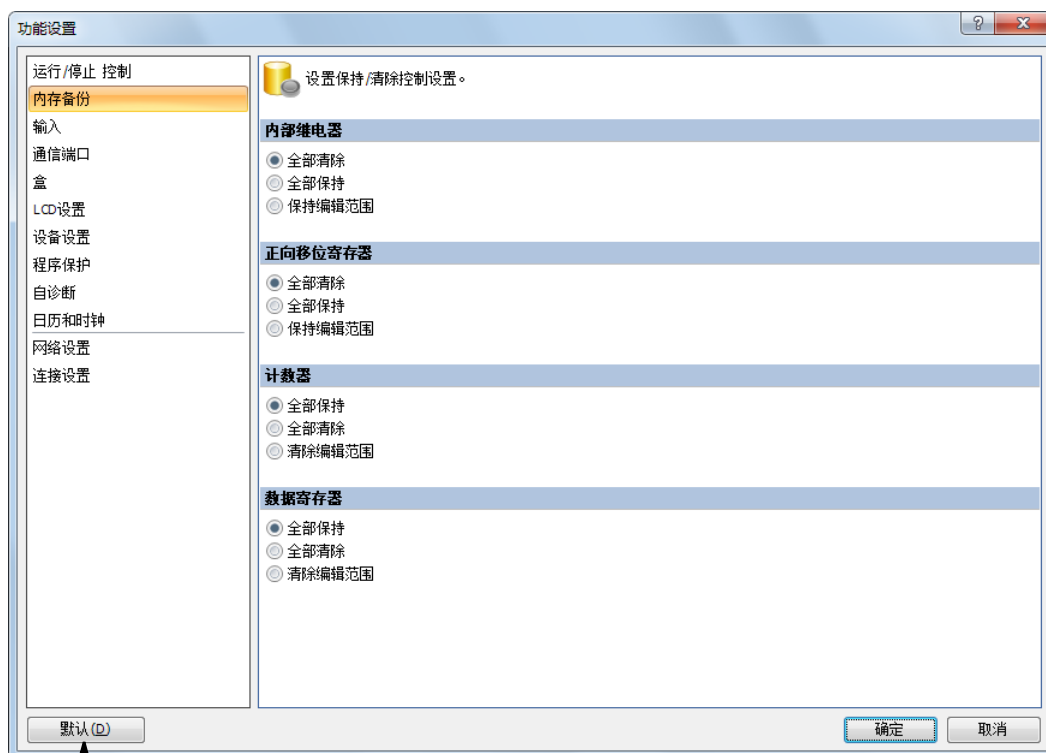 功能设置
运行/停止 控制
内存备份
输入
通信端口
盒
LCD设置
设备设置
程序保护
自诊断
日历和时钟
网络设置
连接设置
设置保持/清除控制设置。
内部继电器
全部清除
全部保持
保持编辑范围
正向移位寄存器
全部清除
全部保持
保持编辑范围
计数器
全部保持
全部清除
清除编辑范围
数据寄存器
全部保持
全部清除
清除编辑范围
默认(D)
确定
取消